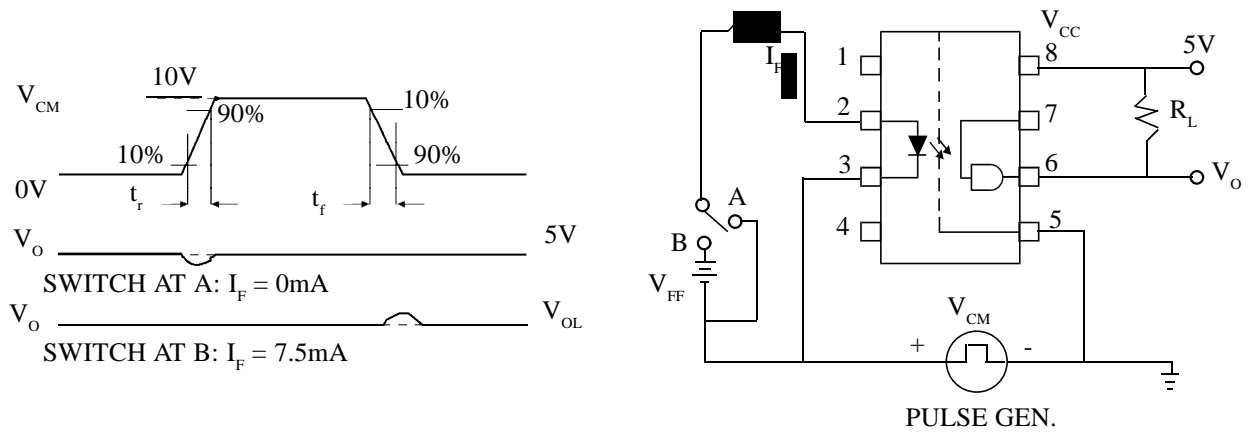 10V
V_CM
90%
10%
10%
90%
0V
t_r
t_f
V_O
5V
SWITCH AT A: I_F = 0mA
V_O
V_OL
SWITCH AT B: I_F = 7.5mA
I_F
V_CC
1
8
5V
2
7
R_L
3
6
V_O
A
4
5
B
V_FF
V_CM
+
-
PULSE GEN.